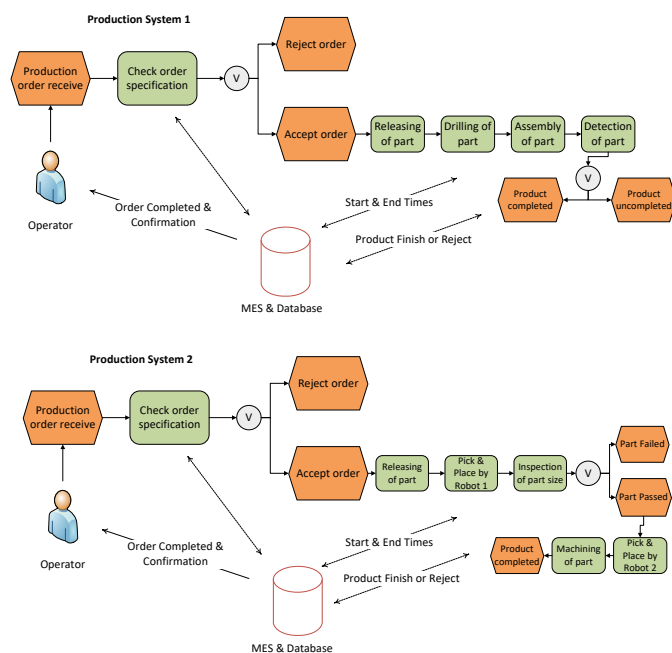 Production System 1
Production
order receive
Check order
specification
V
Reject order
Accept order
Releasing
of part
Drilling of
part
Assembly
of part
Detection of
part
V
Product
completed
Product
uncompleted
Operator
Order Completed &
Confirmation
Start & End Times
Product Finish or Reject
MES & Database
Production System 2
Production
order receive
Check order
specification
V
Reject order
Accept order
Releasing
of part
Pick &
Place by
Robot 1
Inspection
of part size
V
Part Failed
Part Passed
Pick &
Place by
Robot 2
Machining
of part
Product
completed
Operator
Order Completed &
Confirmation
Start & End Times
Product Finish or Reject
MES & Database